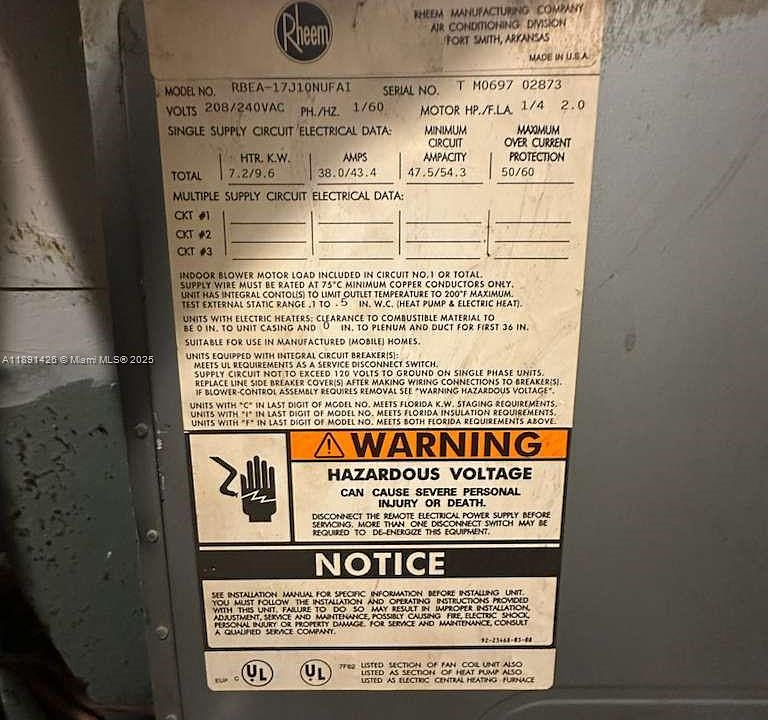 Rheem
RHEEM MANUFACTURING COMPANY
AIR CONDITIONING DIVISION
FORT SMITH, ARKANSAS
MADE IN U.S.A.
MODEL NO. RBEA-17J10NUFAI SERIAL NO. T M0697 02873
VOLTS 208/240VAC PH./HZ. 1/60 MOTOR HP./F.L.A. 1/4 2.0
SINGLE SUPPLY CIRCUIT ELECTRICAL DATA:
MINIMUM CIRCUIT AMPACITY
MAXIMUM OVER CURRENT PROTECTION
HTR. K.W. AMPS
TOTAL 7.2/9.6 38.0/43.4 47.5/54.3 50/60
MULTIPLE SUPPLY CIRCUIT ELECTRICAL DATA:
CKT #1
CKT #2
CKT #3
INDOOR BLOWER MOTOR LOAD INCLUDED IN CIRCUIT NO.1 OR TOTAL.
SUPPLY WIRE MUST BE RATED AT 75°C MINIMUM COPPER CONDUCTORS ONLY.
UNIT HAS INTEGRAL CONTOL(S) TO LIMIT OUTLET TEMPERATURE TO 200°F MAXIMUM.
TEST EXTERNAL STATIC RANGE .1 TO .5 IN. W.C. (HEAT PUMP & ELECTRIC HEAT).
UNITS WITH ELECTRIC HEATERS: CLEARANCE TO COMBUSTIBLE MATERIAL TO
BE 0 IN. TO UNIT CASING AND 0 IN. TO PLENUM AND DUCT FOR FIRST 36 IN.
SUITABLE FOR USE IN MANUFACTURED (MOBILE) HOMES.
UNITS EQUIPPED WITH INTEGRAL CIRCUIT BREAKER(S):
MEETS UL REQUIREMENTS AS A SERVICE DISCONNECT SWITCH.
SUPPLY CIRCUIT NOT TO EXCEED 120 VOLTS TO GROUND ON SINGLE PHASE UNITS.
REPLACE LINE SIDE BREAKER COVER(S) AFTER MAKING WIRING CONNECTIONS TO BREAKER(S).
IF BLOWER-CONTROL ASSEMBLY REQUIRES REMOVAL SEE "WARNING HAZARDOUS VOLTAGE".
UNITS WITH "C" IN LAST DIGIT OF MODEL NO. MEETS FLORIDA K.W. STAGING REQUIREMENTS.
UNITS WITH "I" IN LAST DIGIT OF MODEL NO. MEETS FLORIDA INSULATION REQUIREMENTS.
UNITS WITH "F" IN LAST DIGIT OF MODEL NO. MEETS BOTH FLORIDA REQUIREMENTS ABOVE.
A11891426 © Miami MLS® 2025
WARNING
HAZARDOUS VOLTAGE
CAN CAUSE SEVERE PERSONAL
INJURY OR DEATH.
DISCONNECT THE REMOTE ELECTRICAL POWER SUPPLY BEFORE
SERVICING. MORE THAN ONE DISCONNECT SWITCH MAY BE
REQUIRED TO DE-ENERGIZE THIS EQUIPMENT.
NOTICE
SEE INSTALLATION MANUAL FOR SPECIFIC INFORMATION BEFORE INSTALLING UNIT.
YOU MUST FOLLOW THE INSTALLATION AND OPERATING INSTRUCTIONS PROVIDED
WITH THIS UNIT. FAILURE TO DO SO MAY RESULT IN IMPROPER INSTALLATION,
ADJUSTMENT, SERVICE AND MAINTENANCE, POSSIBLY CAUSING FIRE, ELECTRIC SHOCK,
PERSONAL INJURY OR PROPERTY DAMAGE. FOR SERVICE AND MAINTENANCE, CONSULT
A QUALIFIED SERVICE COMPANY.
92-23468-03-00
EUP C UL UL 7F82 LISTED SECTION OF FAN COIL UNIT ALSO
LISTED AS SECTION OF HEAT PUMP ALSO
LISTED AS ELECTRIC CENTRAL HEATING FURNACE